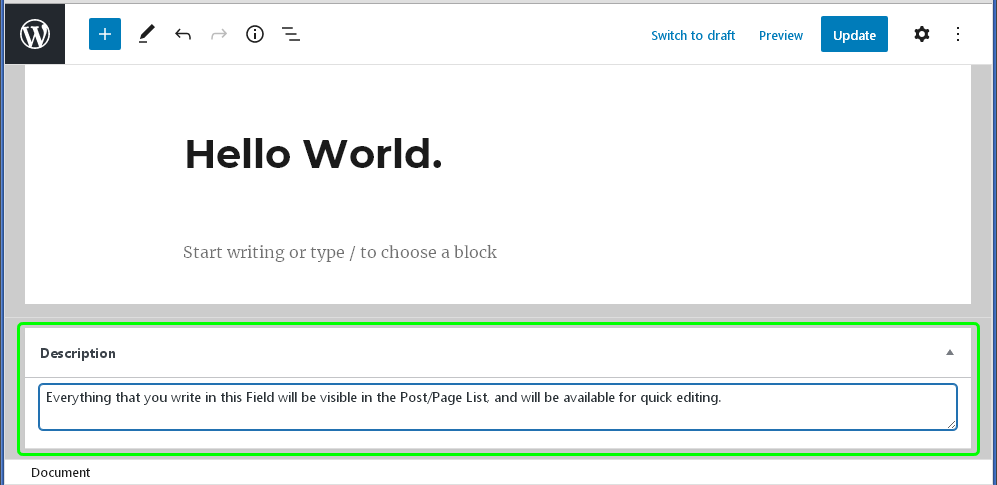 Switch to draft Preview Update
Hello World.
Start writing or type / to choose a block
Description
Everything that you write in this Field will be visible in the Post/Page List, and will be available for quick editing.
Document